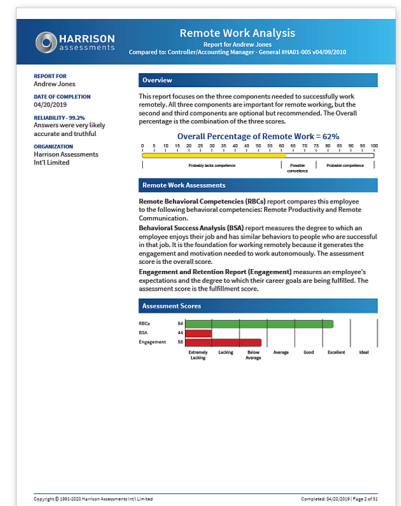 HARRISON
assessments
Remote Work Analysis
Report for Andrew Jones
Compared to: Controller/Accounting Manager - General #HA01-005 v04/09/2010
REPORT FOR
Andrew Jones
DATE OF COMPLETION
04/20/2019
RELIABILITY - 99.2%
Answers were very likely
accurate and truthful
ORGANIZATION
Harrison Assessments
Int'l Limited
Overview
This report focuses on the three components needed to successfully work
remotely. All three components are important for remote working, but the
second and third components are optional but recommended. The Overall
percentage is the combination of the three scores.
Overall Percentage of Remote Work = 62%
0 5 10 15 20 25 30 35 40 45 50 55 60 65 70 75 80 85 90 95 100
Probably lacks competence
Possible
competence
Probable competence
Remote Work Assessments
Remote Behavioral Competencies (RBCs) report compares this employee
to the following behavioral competencies: Remote Productivity and Remote
Communication.
Behavioral Success Analysis (BSA) report measures the degree to which an
employee enjoys their job and has similar behaviors to people who are successful
in that job. It is the foundation for working remotely because it generates the
engagement and motivation needed to work autonomously. The assessment
score is the overall score.
Engagement and Retention Report (Engagement) measures an employee's
expectations and the degree to which their career goals are being fulfilled. The
assessment score is the fulfillment score.
Assessment Scores
RBCs 84
BSA 44
Engagement
Extremely
Lacking
Lacking
Below
Average
Average
Good
Excellent
Ideal
Copyright © 1991-2020 Harrison Assessments Int'l Limited
Completed: 04/20/2019 | Page 2 of 31